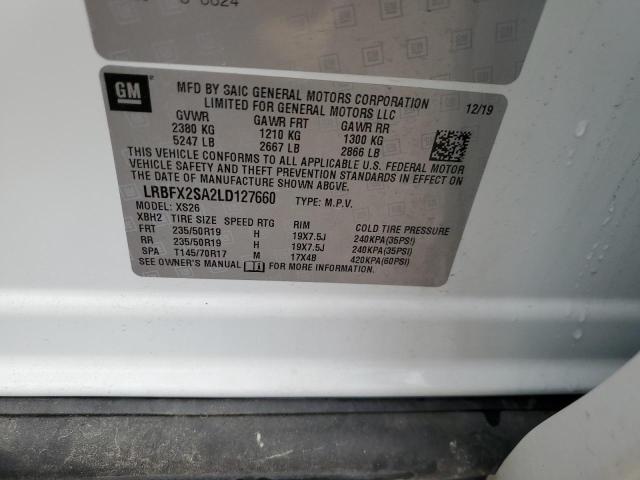 GM
MFD BY SAIC GENERAL MOTORS CORPORATION
LIMITED FOR GENERAL MOTORS LLC
12/19
GVWR GAWR FRT GAWR RR
2380 KG 1210 KG 1300 KG
5247 LB 2667 LB 2866 LB
THIS VEHICLE CONFORMS TO ALL APPLICABLE U.S. FEDERAL MOTOR
VEHICLE SAFETY AND THEFT PREVENTION STANDARDS IN EFFECT ON
THE DATE OF MANUFACTURE SHOWN ABOVE.
LRBFX2SA2LD127660 TYPE: M.P.V.
MODEL: XS26
XBH2 TIRE SIZE SPEED RTG RIM COLD TIRE PRESSURE
FRT 235/50R19 H 19X7.5J 240KPA(35PSI)
RR 235/50R19 H 19X7.5J 240KPA(35PSI)
SPA T145/70R17 M 17X4B 420KPA(60PSI)
SEE OWNER'S MANUAL FOR MORE INFORMATION.